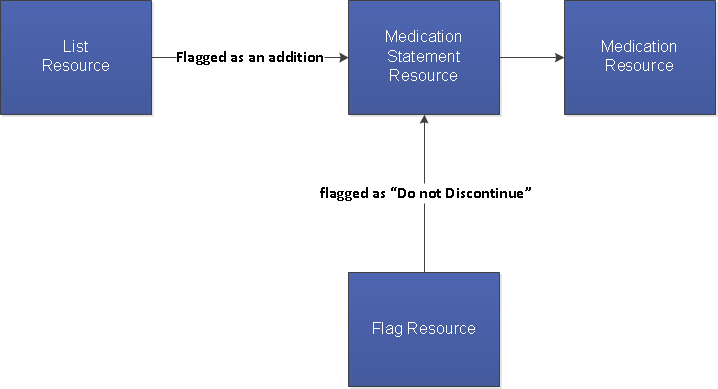 List
Resource
Flagged as an addition
Medication
Statement
Resource
Medication
Resource
flagged as “Do not Discontinue”
Flag Resource